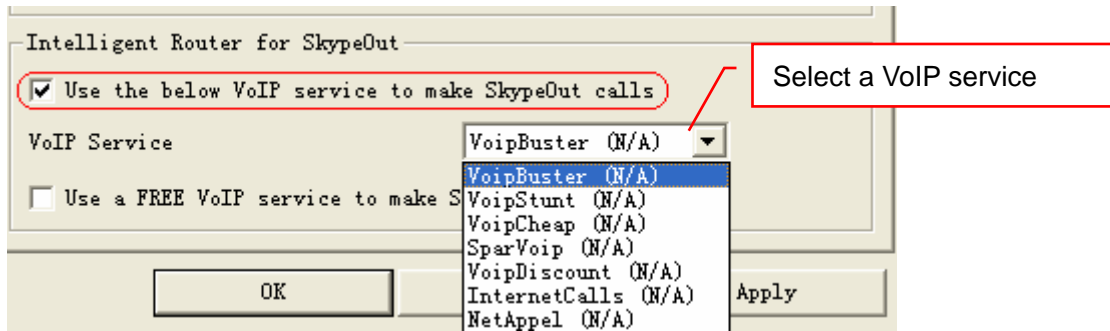 Intelligent Router for SkypeOut
Use the below VoIP service to make SkypeOut calls
Select a VoIP service
VoIP Service
VoipBuster (N/A)
VoipBuster (N/A)
Use a FREE VoIP service to make S
VoipStunt (N/A)
VoipCheap (N/A)
SparVoip (N/A)
VoipDiscount (N/A)
OK
InternetCalls (N/A)
Apply
NetAppel (N/A)